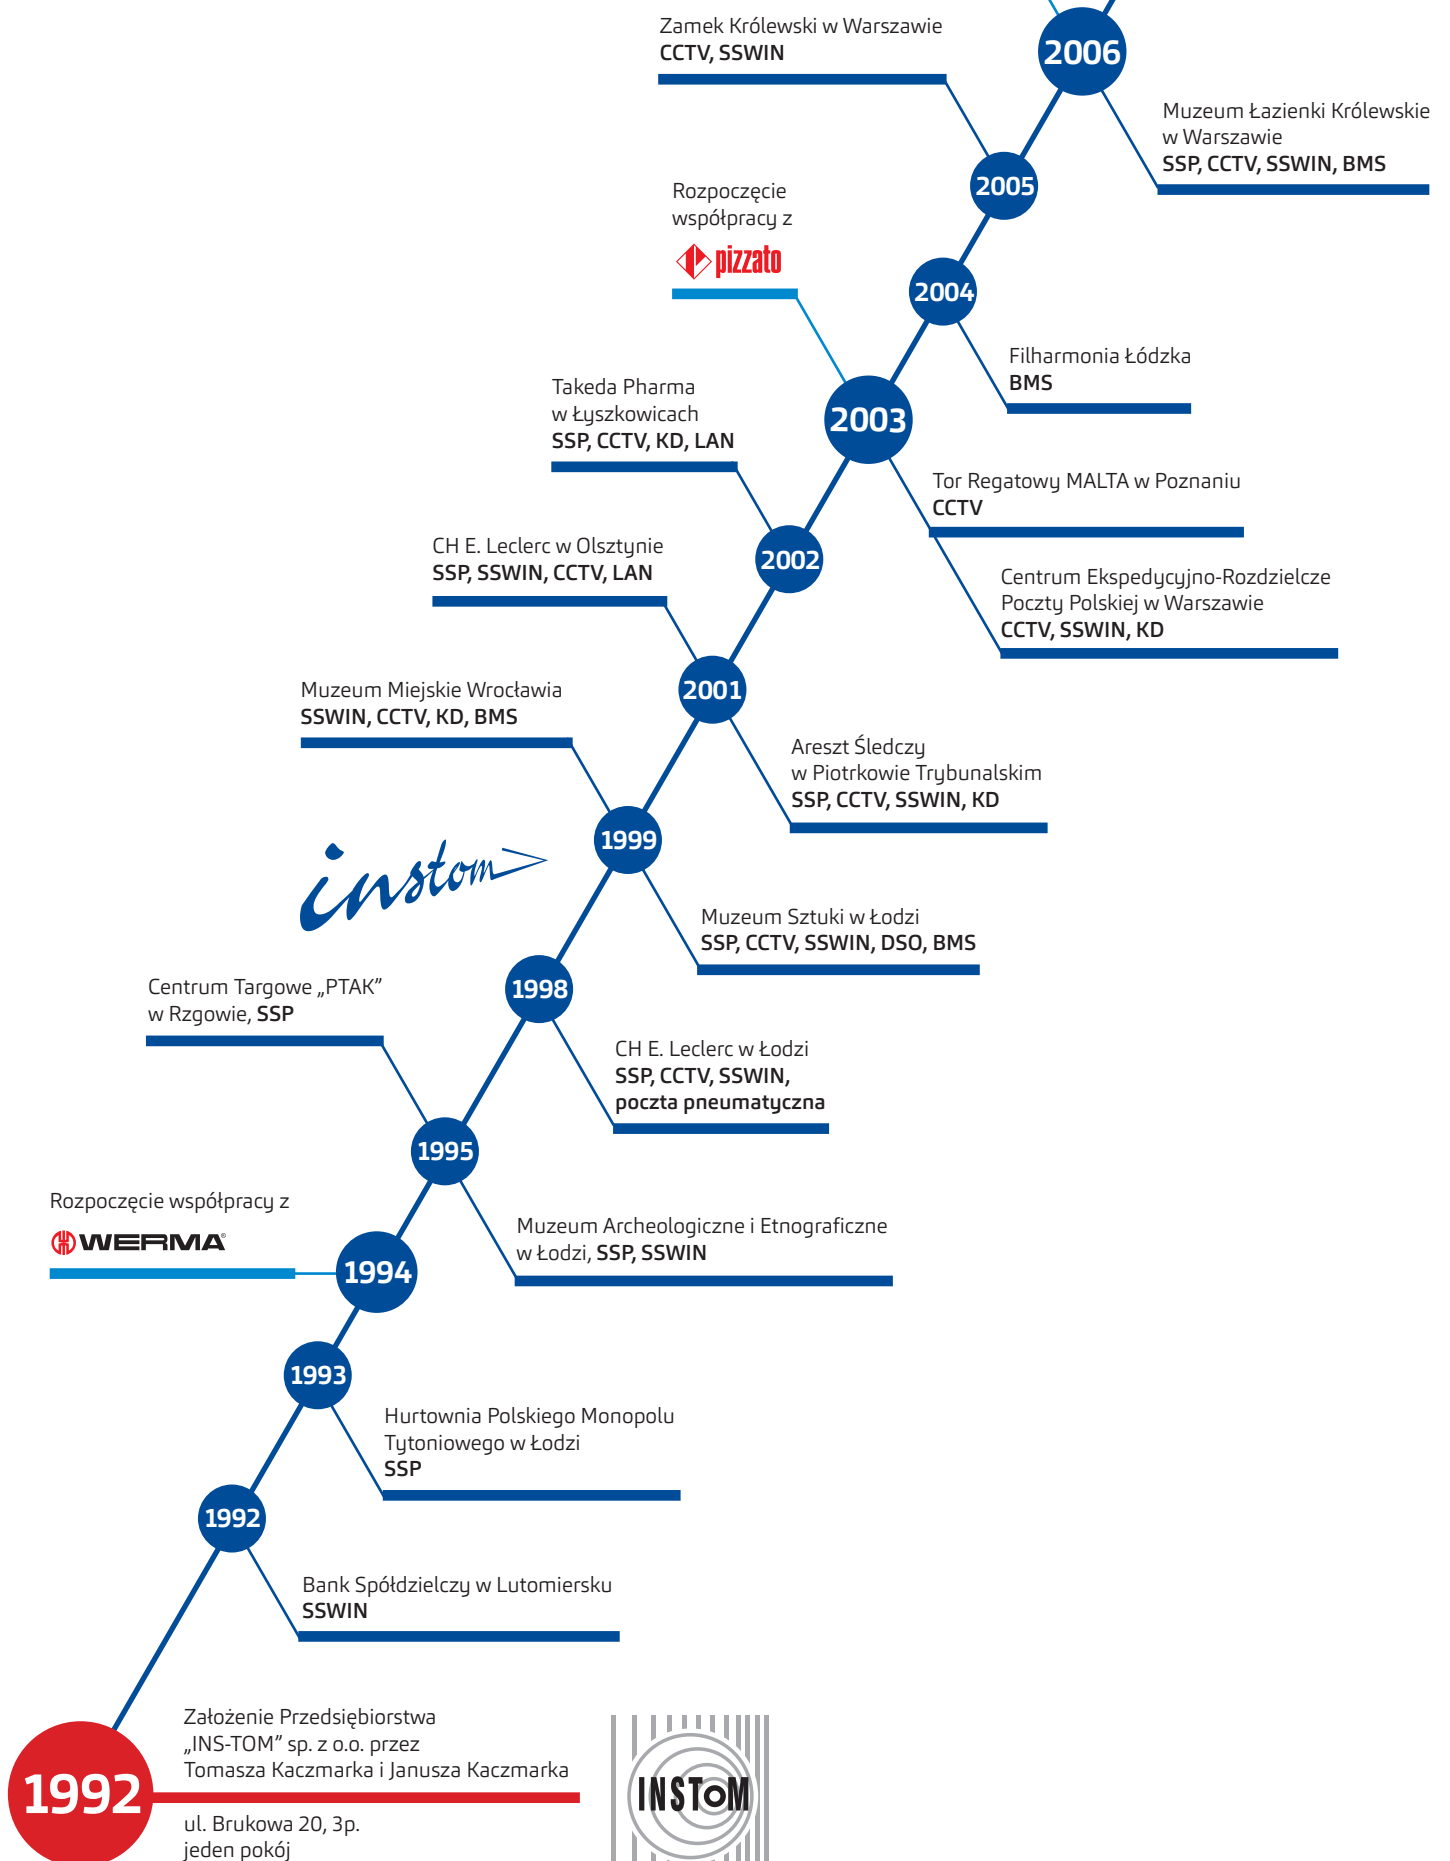 Zamek Królewski w Warszawie
CCTV, SSWIN
2006
Muzeum Łazienki Królewskie
w Warszawie
SSP, CCTV, SSWIN, BMS
2005
Rozpoczęcie
współpracy z
pizzato
2004
Filharmonia Łódzka
BMS
2003
Takeda Pharma
w Łyszkowicach
SSP, CCTV, KD, LAN
Tor Regatowy MALTA w Poznaniu
CCTV
2002
CH E. Leclerc w Olsztynie
SSP, SSWIN, CCTV, LAN
Centrum Ekspedycyjno-Rozdzielcze
Poczty Polskiej w Warszawie
CCTV, SSWIN, KD
2001
Muzeum Miejskie Wrocławia
SSWIN, CCTV, KD, BMS
Areszt Śledczy
w Piotrkowie Trybunalskim
SSP, CCTV, SSWIN, KD
1999
instom
Muzeum Sztuki w Łodzi
SSP, CCTV, SSWIN, DSO, BMS
1998
Centrum Targowe „PTAK”
w Rzgowie, SSP
CH E. Leclerc w Łodzi
SSP, CCTV, SSWIN,
poczta pneumatyczna
1995
Rozpoczęcie współpracy z
WERMA®
Muzeum Archeologiczne i Etnograficzne
w Łodzi, SSP, SSWIN
1994
1993
Hurtownia Polskiego Monopolu
Tytoniowego w Łodzi
SSP
1992
Bank Spółdzielczy w Lutomiersku
SSWIN
Założenie Przedsiębiorstwa
„INS-TOM” sp. z o.o. przez
Tomasza Kaczmarka i Janusza Kaczmarka
1992
INSTOM
ul. Brukowa 20, 3p.
jeden pokój